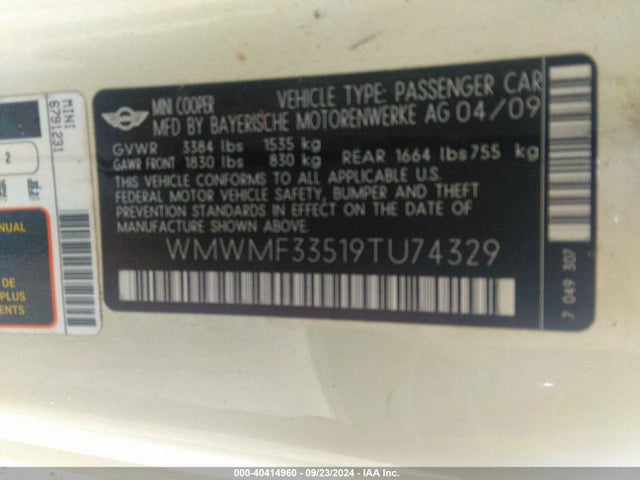 MINI COOPER
VEHICLE TYPE: PASSENGER CAR
MFD BY BAYERISCHE MOTORENWERKE AG 04/09
GVWR 3384 lbs 1535 kg
GAWR FRONT 1830 lbs 830 kg REAR 1664 lbs 755 kg
THIS VEHICLE CONFORMS TO ALL APPLICABLE U.S.
FEDERAL MOTOR VEHICLE SAFETY, BUMPER AND THEFT
PREVENTION STANDARDS IN EFFECT ON THE DATE OF
MANUFACTURE SHOWN ABOVE.
WMWMF33519TU74329
7 049 307
MINI
6791231
2
ANUAL
DE
PLUS
ENTS
000-40414960 - 09/23/2024 - IAA Inc.